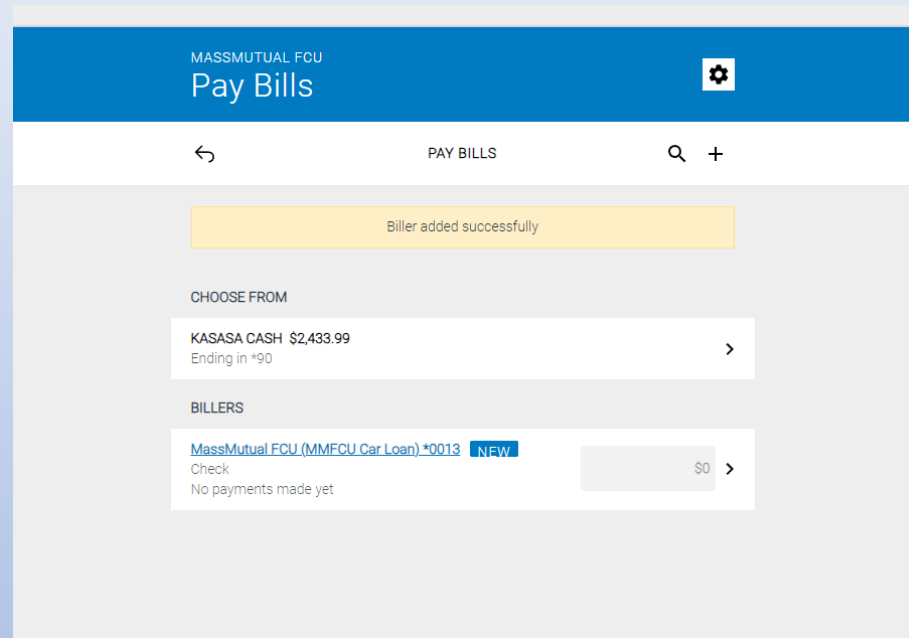 MASSMUTUAL FCU
Pay Bills
PAY BILLS
Biller added successfully
CHOOSE FROM
KASASA CASH $2,433.99
Ending in *90
BILLERS
MassMutual FCU (MMFCU Car Loan) *0013 NEW
Check
$0
No payments made yet